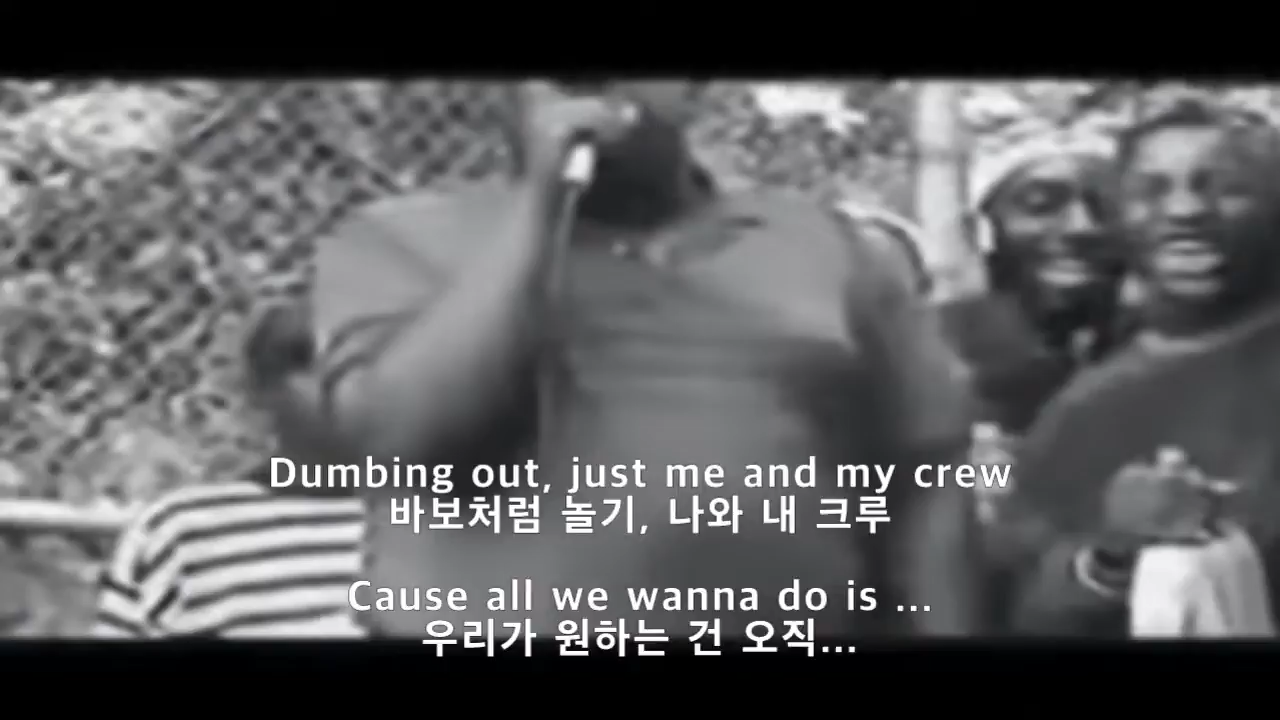 Dumbing out, just me and my crew
바보처럼 놀기, 나와 내 크루
Cause all we wanna do is ...
우리가 원하는 건 오직...